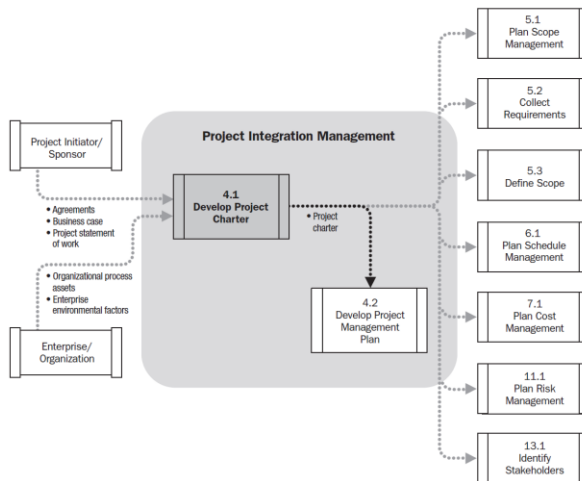 Project Integration Management
Project Initiator/
Sponsor
• Agreements
• Business case
• Project statement
of work
• Organizational process
assets
• Enterprise
environmental factors
Enterprise/
Organization
4.1
Develop Project
Charter
• Project
charter
4.2
Develop Project
Management
Plan
5.1
Plan Scope
Management
5.2
Collect
Requirements
5.3
Define Scope
6.1
Plan Schedule
Management
7.1
Plan Cost
Management
11.1
Plan Risk
Management
13.1
Identify
Stakeholders